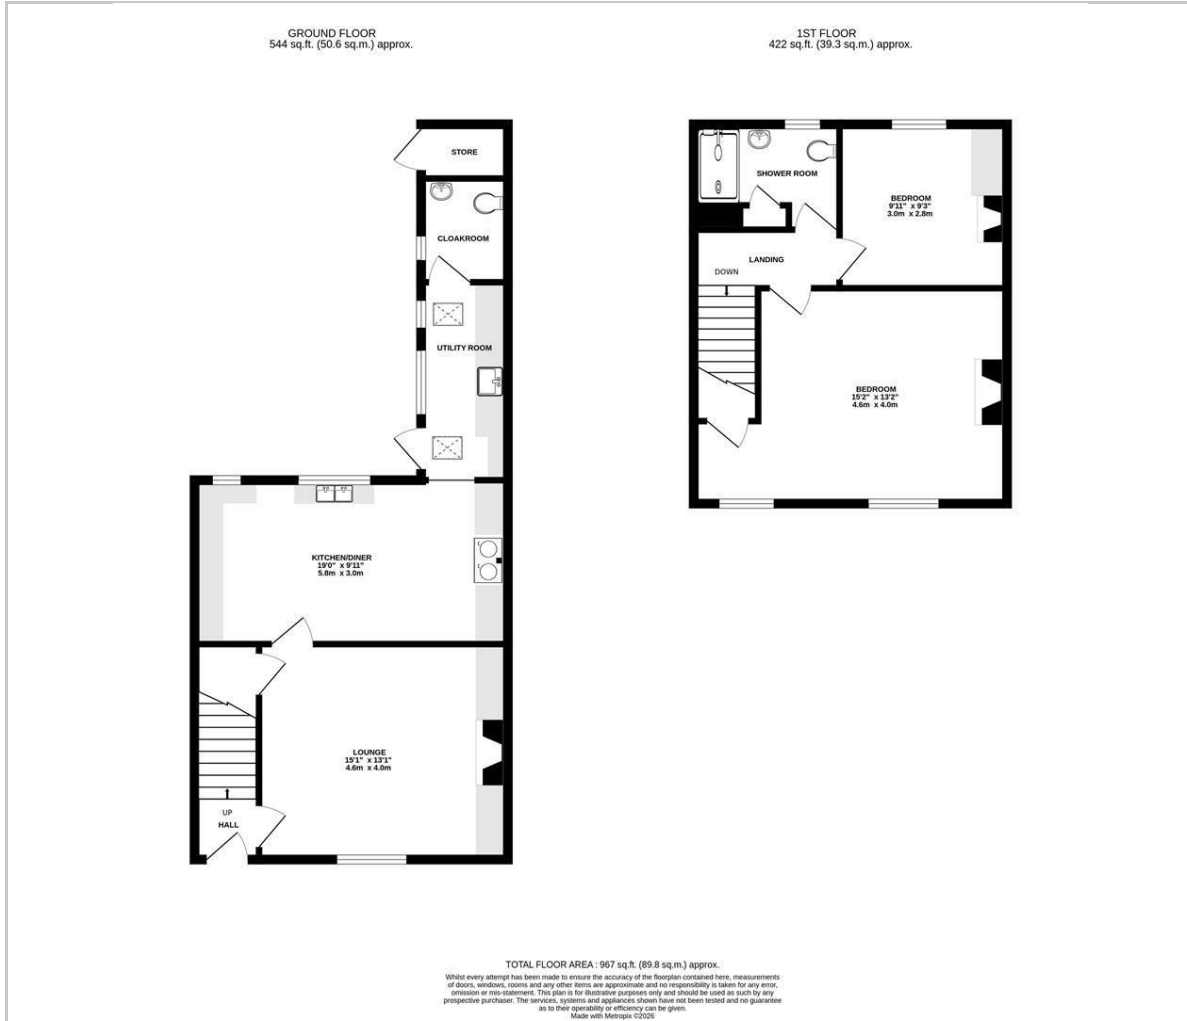 GROUND FLOOR
544 sq.ft. (50.6 sq.m.) approx.
1ST FLOOR
422 sq.ft. (39.3 sq.m.) approx.
STORE
CLOAKROOM
UTILITY ROOM
KITCHEN/DINER
19'0" x 9'11"
5.8m x 3.0m
LOUNGE
15'1" x 13'1"
4.6m x 4.0m
UP
HALL
SHOWER ROOM
BEDROOM
9'11" x 9'3"
3.0m x 2.8m
LANDING
DOWN
BEDROOM
15'2" x 13'2"
4.6m x 4.0m
TOTAL FLOOR AREA : 967 sq.ft. (89.8 sq.m.) approx.
Whilst every attempt has been made to ensure the accuracy of the floorplan contained here, measurements
of doors, windows, rooms and any other items are approximate and no responsibility is taken for any error,
omission or mis-statement. This plan is for illustrative purposes only and should be used as such by any
prospective purchaser. The services, systems and appliances shown have not been tested and no guarantee
as to their operability or efficiency can be given.
Made with Metropix ©2026